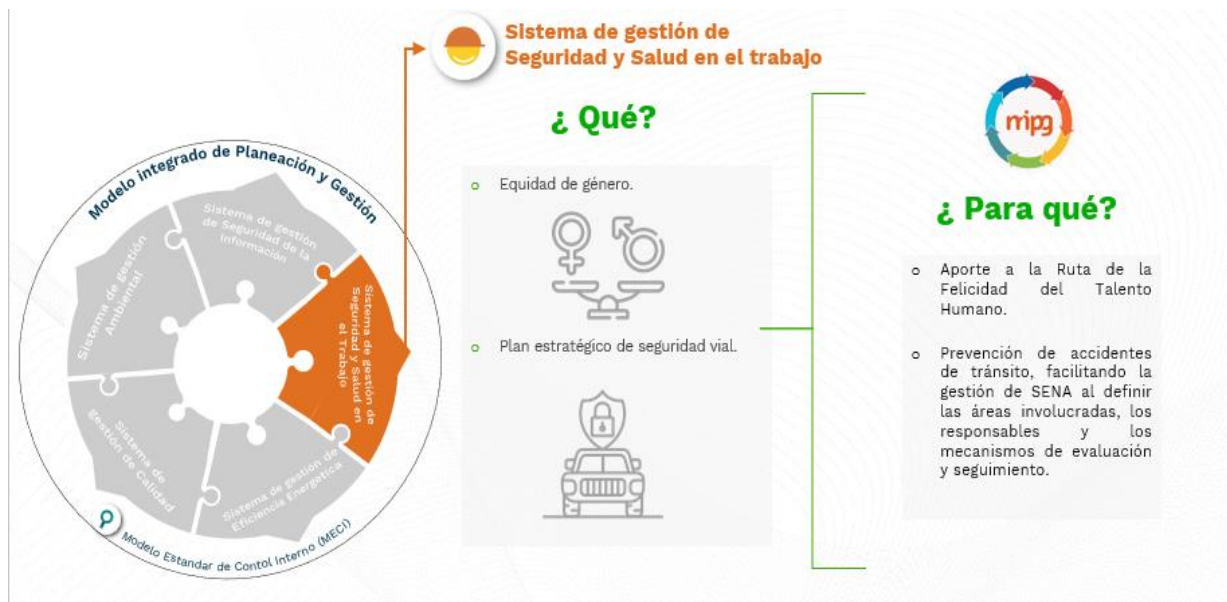 Sistema de gestión de
Seguridad y Salud en el trabajo
¿ Qué?
Equidad de género.
Plan estratégico de seguridad vial.
mipg
¿ Para qué?
Aporte a la Ruta de la
Felicidad del Talento
Humano.
Prevención de accidentes
de tránsito, facilitando la
gestión de SENA al definir
las áreas involucradas, los
responsables y los
mecanismos de evaluación
y seguimiento.
Modelo integrado de Planeación y Gestión
Sistema de gestión
de Seguridad de la
Información
Sistema de gestión de
Seguridad y Salud en
el Trabajo
Sistema de gestión de
Eficiencia Energética
Sistema de
gestión de Calidad
Sistema de gestión
Ambiental
Modelo Estandar de Contol Interno (MECI)